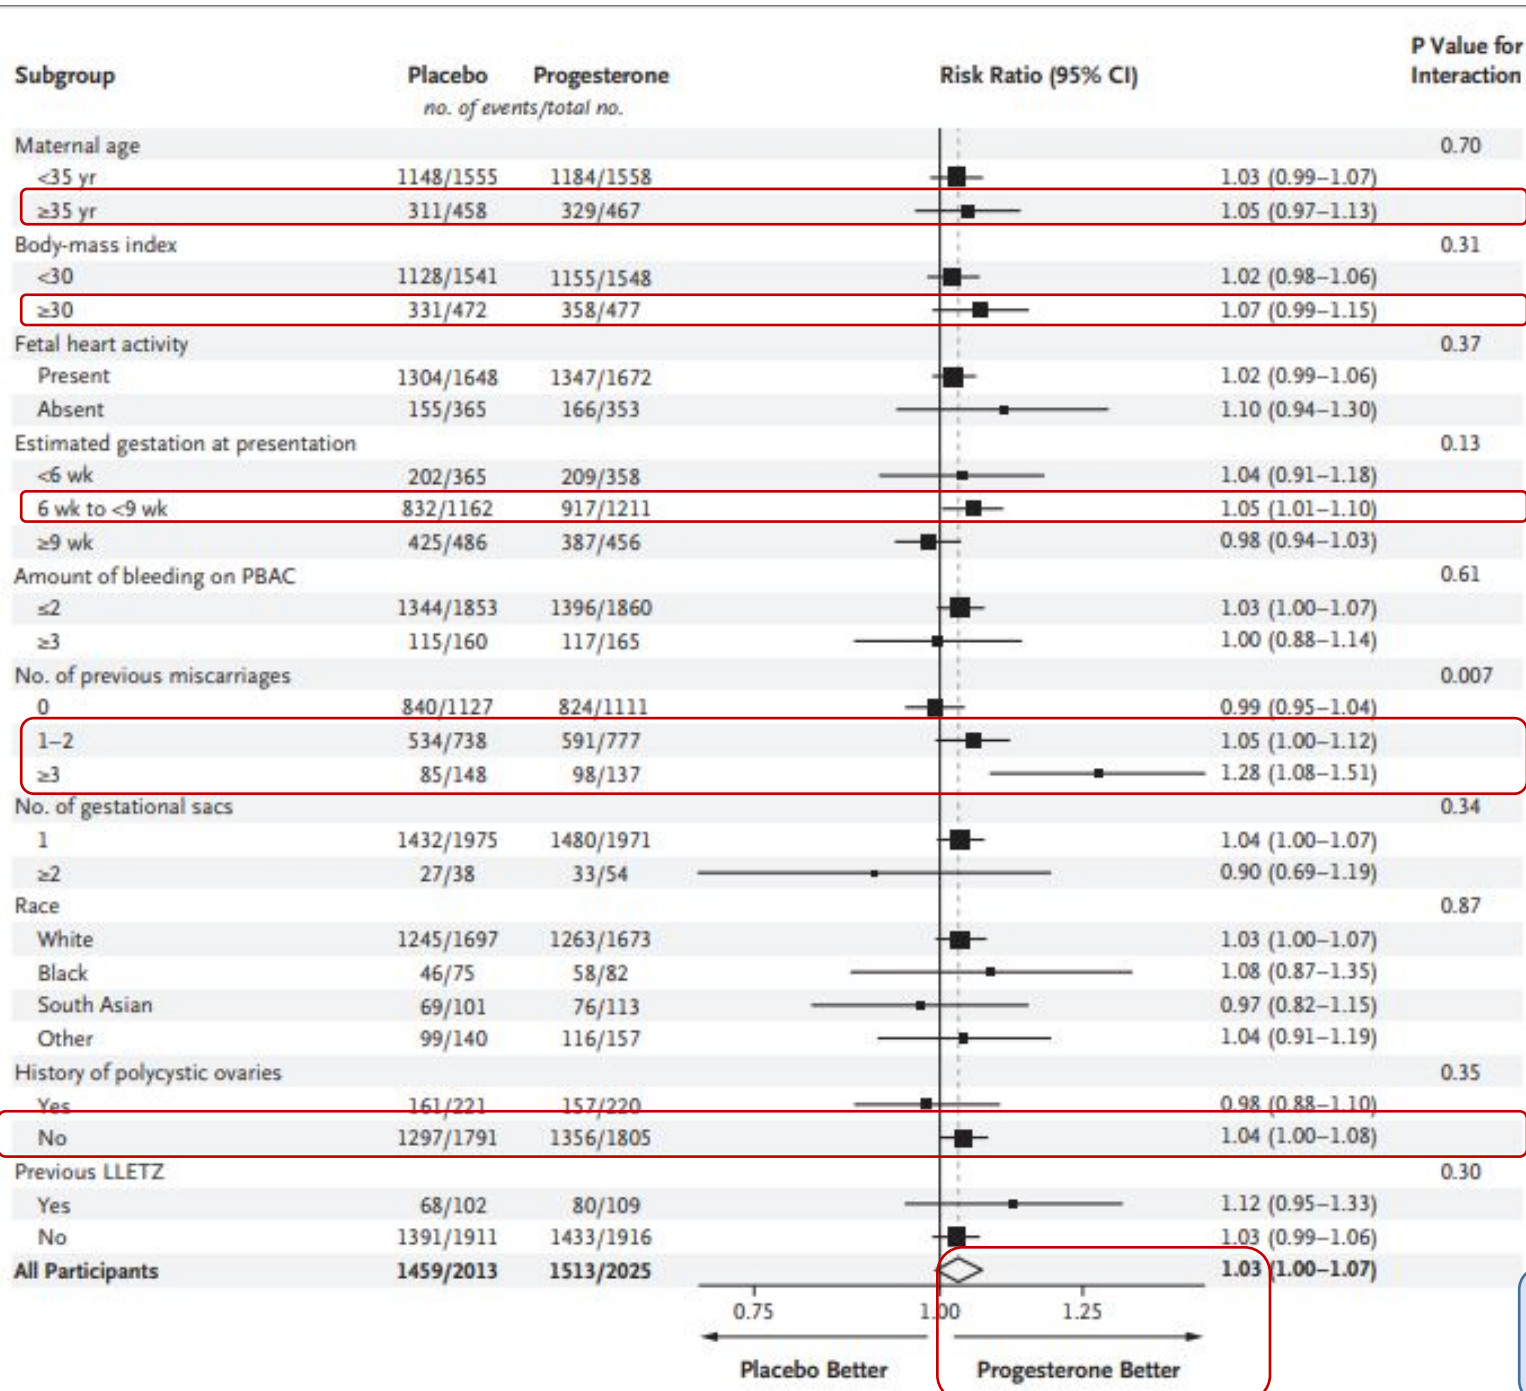 P Value for
Subgroup Placebo Progesterone Risk Ratio (95% CI) Interaction
no. of events/total no.
Maternal age 0.70
<35 yr 1148/1555 1184/1558 1.03 (0.99–1.07)
≥35 yr 311/458 329/467 1.05 (0.97–1.13)
Body-mass index 0.31
<30 1128/1541 1155/1548 1.02 (0.98–1.06)
≥30 331/472 358/477 1.07 (0.99–1.15)
Fetal heart activity 0.37
Present 1304/1648 1347/1672 1.02 (0.99–1.06)
Absent 155/365 166/353 1.10 (0.94–1.30)
Estimated gestation at presentation 0.13
<6 wk 202/365 209/358 1.04 (0.91–1.18)
6 wk to <9 wk 832/1162 917/1211 1.05 (1.01–1.10)
≥9 wk 425/486 387/456 0.98 (0.94–1.03)
Amount of bleeding on PBAC 0.61
≤2 1344/1853 1396/1860 1.03 (1.00–1.07)
≥3 115/160 117/165 1.00 (0.88–1.14)
No. of previous miscarriages 0.007
0 840/1127 824/1111 0.99 (0.95–1.04)
1–2 534/738 591/777 1.05 (1.00–1.12)
≥3 85/148 98/137 1.28 (1.08–1.51)
No. of gestational sacs 0.34
1 1432/1975 1480/1971 1.04 (1.00–1.07)
≥2 27/38 33/54 0.90 (0.69–1.19)
Race 0.87
White 1245/1697 1263/1673 1.03 (1.00–1.07)
Black 46/75 58/82 1.08 (0.87–1.35)
South Asian 69/101 76/113 0.97 (0.82–1.15)
Other 99/140 116/157 1.04 (0.91–1.19)
History of polycystic ovaries 0.35
Yes 161/221 157/220 0.98 (0.88–1.10)
No 1297/1791 1356/1805 1.04 (1.00–1.08)
Previous LLETZ 0.30
Yes 68/102 80/109 1.12 (0.95–1.33)
No 1391/1911 1433/1916 1.03 (0.99–1.06)
All Participants 1459/2013 1513/2025 1.03 (1.00–1.07)
0.75 1.00 1.25
Placebo Better Progesterone Better